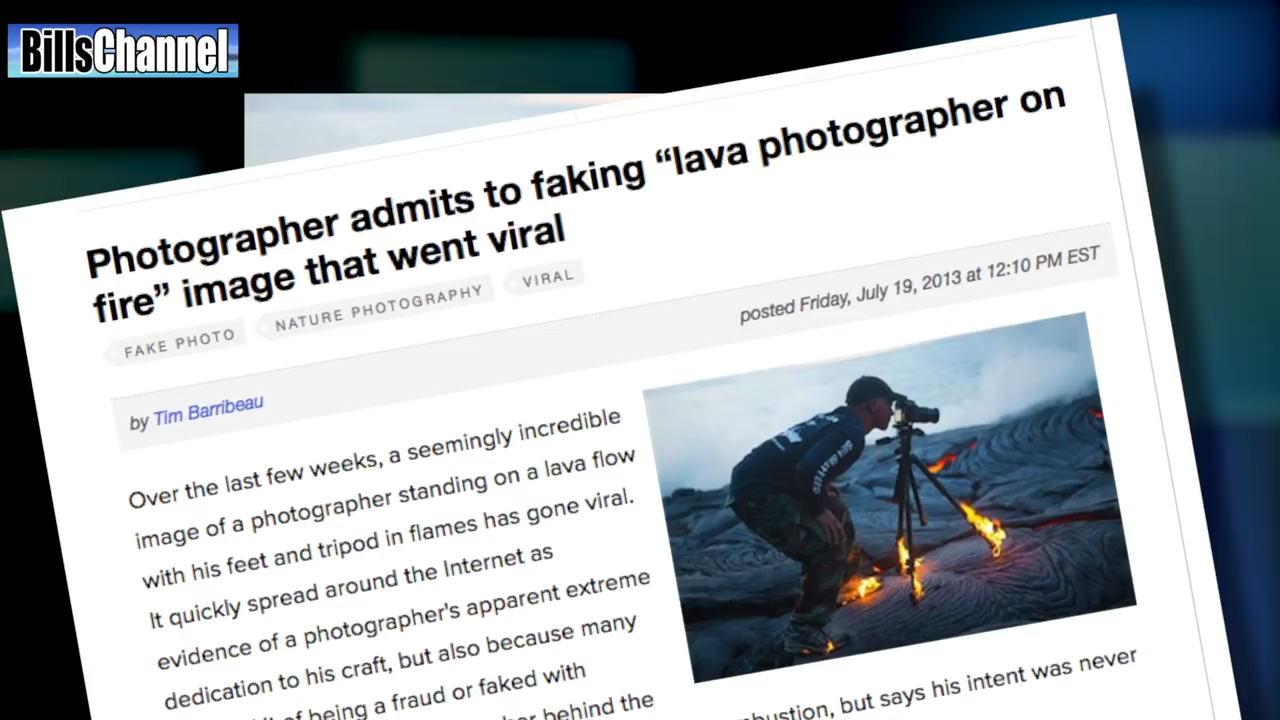 BillsChannel
Photographer admits to faking “lava photographer on
fire” image that went viral
FAKE PHOTO
NATURE PHOTOGRAPHY
VIRAL
posted Friday, July 19, 2013 at 12:10 PM EST
by Tim Barribeau
Over the last few weeks, a seemingly incredible
image of a photographer standing on a lava flow
with his feet and tripod in flames has gone viral.
It quickly spread around the Internet as
evidence of a photographer's apparent extreme
dedication to his craft, but also because many
of being a fraud or faked with
behind the
but says his intent was never